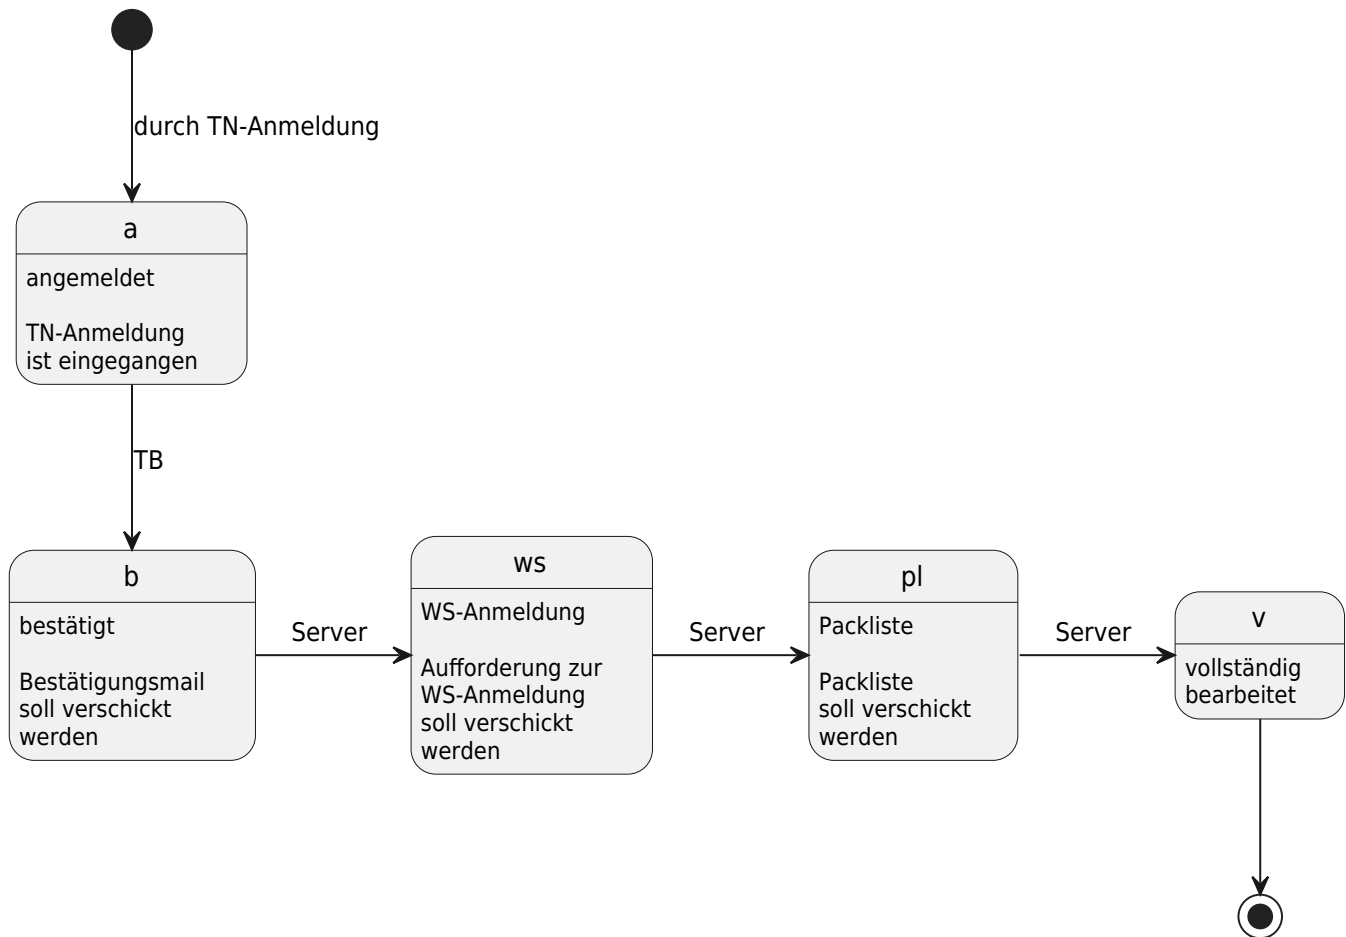 durch TN-Anmeldung
a
angemeldet
TN-Anmeldung
ist eingegangen
TB
b
bestätigt
Bestätigungsmail
soll verschickt
werden
Server
ws
WS-Anmeldung
Aufforderung zur
WS-Anmeldung
soll verschickt
werden
Server
pl
Packliste
Packliste
soll verschickt
werden
Server
v
vollständig
bearbeitet